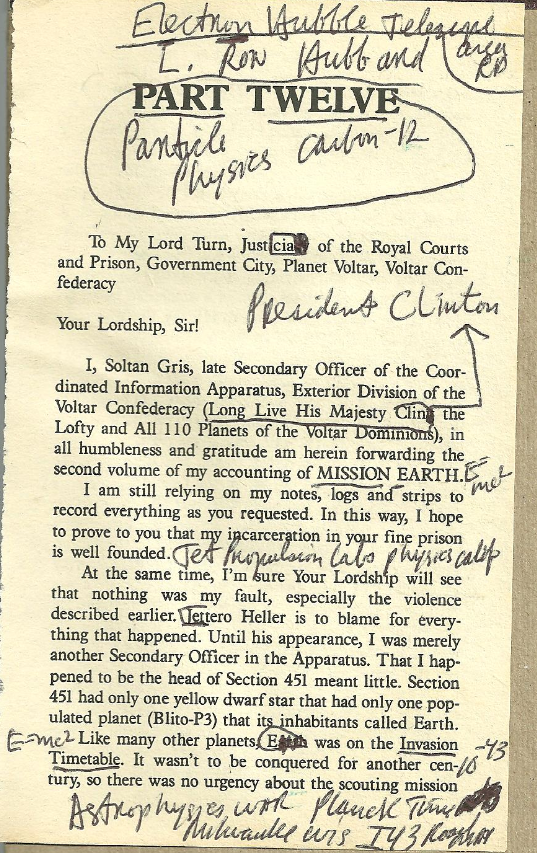 Electron Hubble Telescope
L. Ron Hubbard
PART TWELVE
Particle
Physics Carbon-12
To My Lord Turn, Justicia of the Royal Courts
and Prison, Government City, Planet Voltar, Voltar Con-
federacy
President Clinton
Your Lordship, Sir!
I, Soltan Gris, late Secondary Officer of the Coor-
dinated Information Apparatus, Exterior Division of the
Voltar Confederacy (Long Live His Majesty Cling the
Lofty and All 110 Planets of the Voltar Dominions), in
all humbleness and gratitude am herein forwarding the
second volume of my accounting of MISSION EARTH. E=
mc²
I am still relying on my notes, logs and strips to
record everything as you requested. In this way, I hope
to prove to you that my incarceration in your fine prison
is well founded. Jet Propulsion Labs physics calif
At the same time, I'm sure Your Lordship will see
that nothing was my fault, especially the violence
described earlier. Jettero Heller is to blame for every-
thing that happened. Until his appearance, I was merely
another Secondary Officer in the Apparatus. That I hap-
pened to be the head of Section 451 meant little. Section
451 had only one yellow dwarf star that had only one pop-
ulated planet (Blito-P3) that its inhabitants called Earth.
E=mc² Like many other planets, Earth was on the Invasion
Timetable. It wasn't to be conquered for another cen- 10-43
tury, so there was no urgency about the scouting mission
Astrophysics work Planck Time
Milwaukee Wis I43